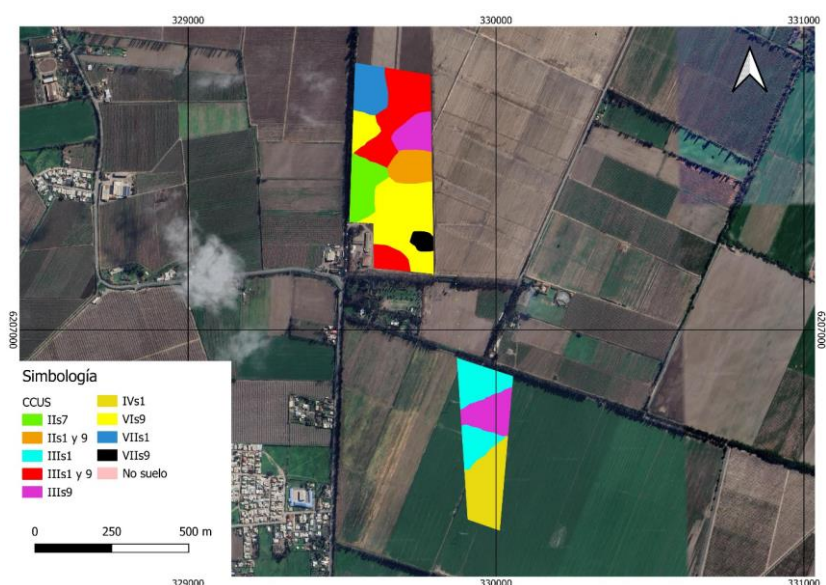 329000 330000 331000
6207000 6207000
Simbología
CCUS
IIs7
IIs1 y 9
IIIs1
IIIs1 y 9
IIIs9
IVs1
VIs9
VIIs1
VIIs9
No suelo
0 250 500 m
329000 330000 331000